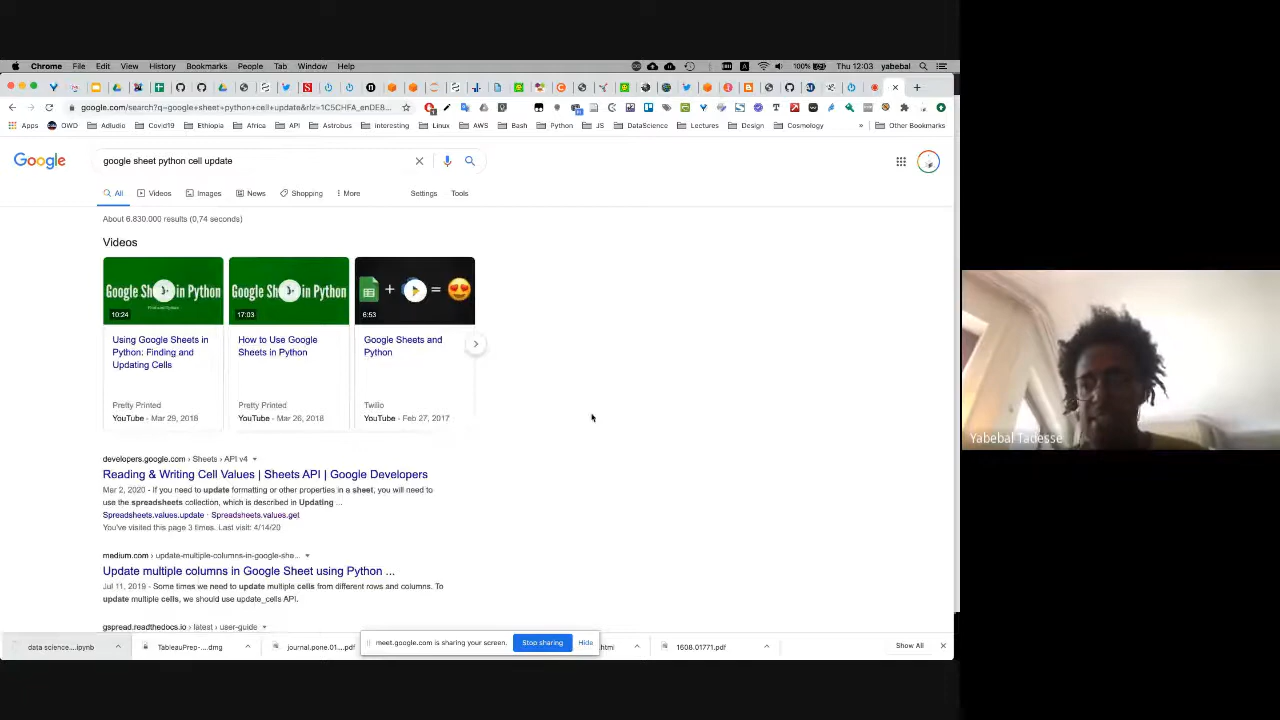 Chrome File Edit View History Bookmarks People Tab Window Help
100% Thu 12:03 yabebal
google.com/search?q=google+sheet+python+cell+update&rlz=1C5CHFA_enDE8...
Apps OWD Adludio Covid19 Ethiopia Africa API Astrobus interesting Linux AWS Bash Python JS DataScience Lectures Design Cosmology » Other Bookmarks
Google google sheet python cell update
All Videos Images News Shopping More Settings Tools
About 6.830.000 results (0,74 seconds)
Videos
10:24
17:03
6:53
Using Google Sheets in Python: Finding and Updating Cells
Pretty Printed
YouTube - Mar 29, 2018
How to Use Google Sheets in Python
Pretty Printed
YouTube - Mar 26, 2018
Google Sheets and Python
Twilio
YouTube - Feb 27, 2017
developers.google.com › Sheets › API v4
Reading & Writing Cell Values | Sheets API | Google Developers
Mar 2, 2020 - If you need to update formatting or other properties in a sheet, you will need to
use the spreadsheets collection, which is described in Updating ...
Spreadsheets.values.update · Spreadsheets.values.get
You've visited this page 3 times. Last visit: 4/14/20
medium.com › update-multiple-columns-in-google-she...
Update multiple columns in Google Sheet using Python ...
Jul 11, 2019 - Some times we need to update multiple cells from different rows and columns. To
update multiple cells, we should use update_cells API.
gspread.readthedocs.io › latest › user-guide
data science....ipynb TableauPrep-....dmg journal.pone.01....pdf html 1608.01771.pdf Show All
meet.google.com is sharing your screen. Stop sharing Hide
Yabebal Tadesse